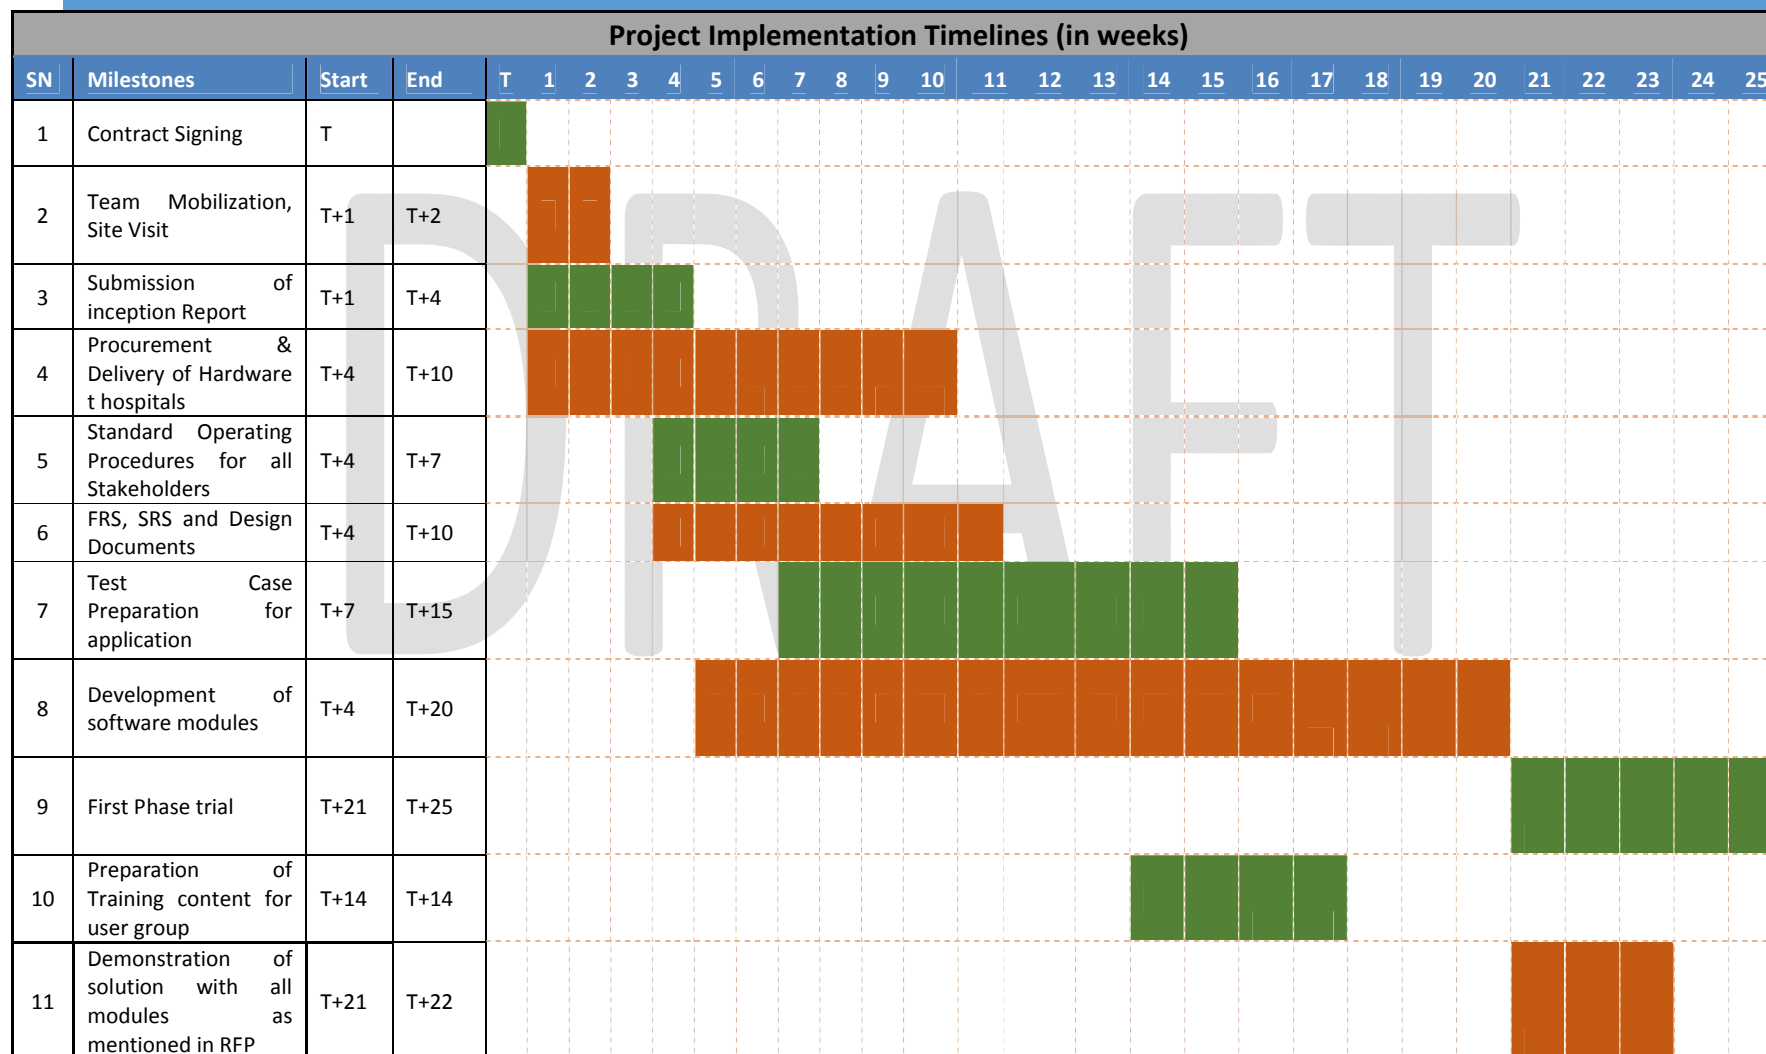 Project Implementation Timelines (in weeks)
SN Milestones Start End T 1 2 3 4 5 6 7 8 9 10 11 12 13 14 15 16 17 18 19 20 21 22 23 24 25
1 Contract Signing T
2 Team Mobilization,
Site Visit T+1 T+2
3 Submission of
inception Report T+1 T+4
4 Procurement &
Delivery of Hardware
t hospitals T+4 T+10
5 Standard Operating
Procedures for all
Stakeholders T+4 T+7
6 FRS, SRS and Design
Documents T+4 T+10
7 Test Case
Preparation for
application T+7 T+15
8 Development of
software modules T+4 T+20
9 First Phase trial T+21 T+25
10 Preparation of
Training content for
user group T+14 T+14
11 Demonstration of
solution with all
modules as
mentioned in RFP T+21 T+22
DRAFT